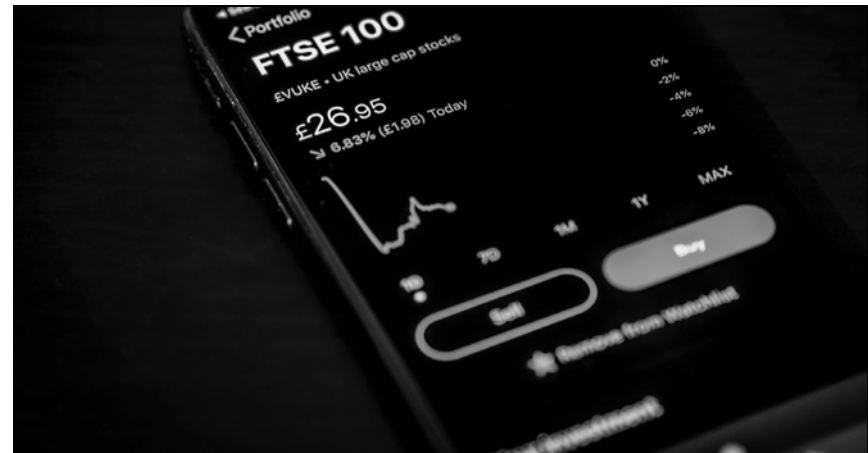 Portfolio
FTSE 100
£VUKE • UK large cap stocks
£26.95
↘ 6.83% (£1.98) Today
0%
-2%
-4%
-6%
-8%
1D 7D 1M 1Y MAX
Sell Buy
Remove from Watchlist
Investment